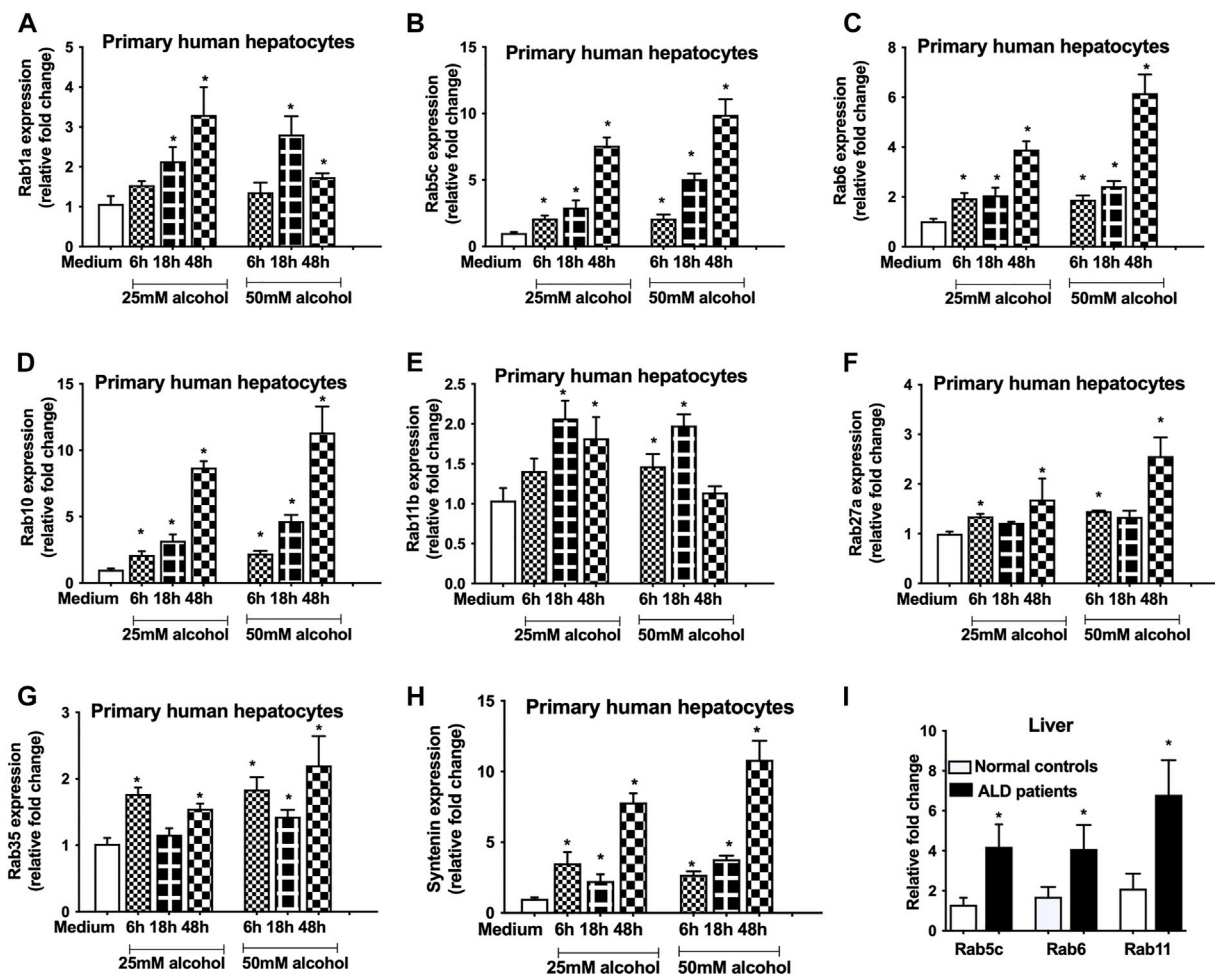 A
Primary human hepatocytes
Rab1a expression
(relative fold change)
5
4
3
2
1
0
* * * *
*
Medium 6h 18h 48h 6h 18h 48h
25mM alcohol 50mM alcohol
B
Primary human hepatocytes
Rab5c expression
(relative fold change)
15
10
5
0
* * * * * *
Medium 6h 18h 48h 6h 18h 48h
25mM alcohol 50mM alcohol
C
Primary human hepatocytes
Rab6 expression
(relative fold change)
8
6
4
2
0
* * * * * *
Medium 6h 18h 48h 6h 18h 48h
25mM alcohol 50mM alcohol
D
Primary human hepatocytes
Rab10 expression
(relative fold change)
15
10
5
0
* * * * * *
Medium 6h 18h 48h 6h 18h 48h
25mM alcohol 50mM alcohol
E
Primary human hepatocytes
Rab11b expression
(relative fold change)
2.5
2.0
1.5
1.0
0.5
0.0
* * * *
Medium 6h 18h 48h 6h 18h 48h
25mM alcohol 50mM alcohol
F
Primary human hepatocytes
Rab27a expression
(relative fold change)
4
3
2
1
0
* * * *
Medium 6h 18h 48h 6h 18h 48h
25mM alcohol 50mM alcohol
G
Primary human hepatocytes
Rab35 expression
(relative fold change)
3
2
1
0
* * * * *
Medium 6h 18h 48h 6h 18h 48h
25mM alcohol 50mM alcohol
H
Primary human hepatocytes
Syntenin expression
(relative fold change)
15
10
5
0
* * * * * *
Medium 6h 18h 48h 6h 18h 48h
25mM alcohol 50mM alcohol
I
Liver
Relative fold change
10
8
6
4
2
0
Normal controls
ALD patients
* * *
Rab5c Rab6 Rab11